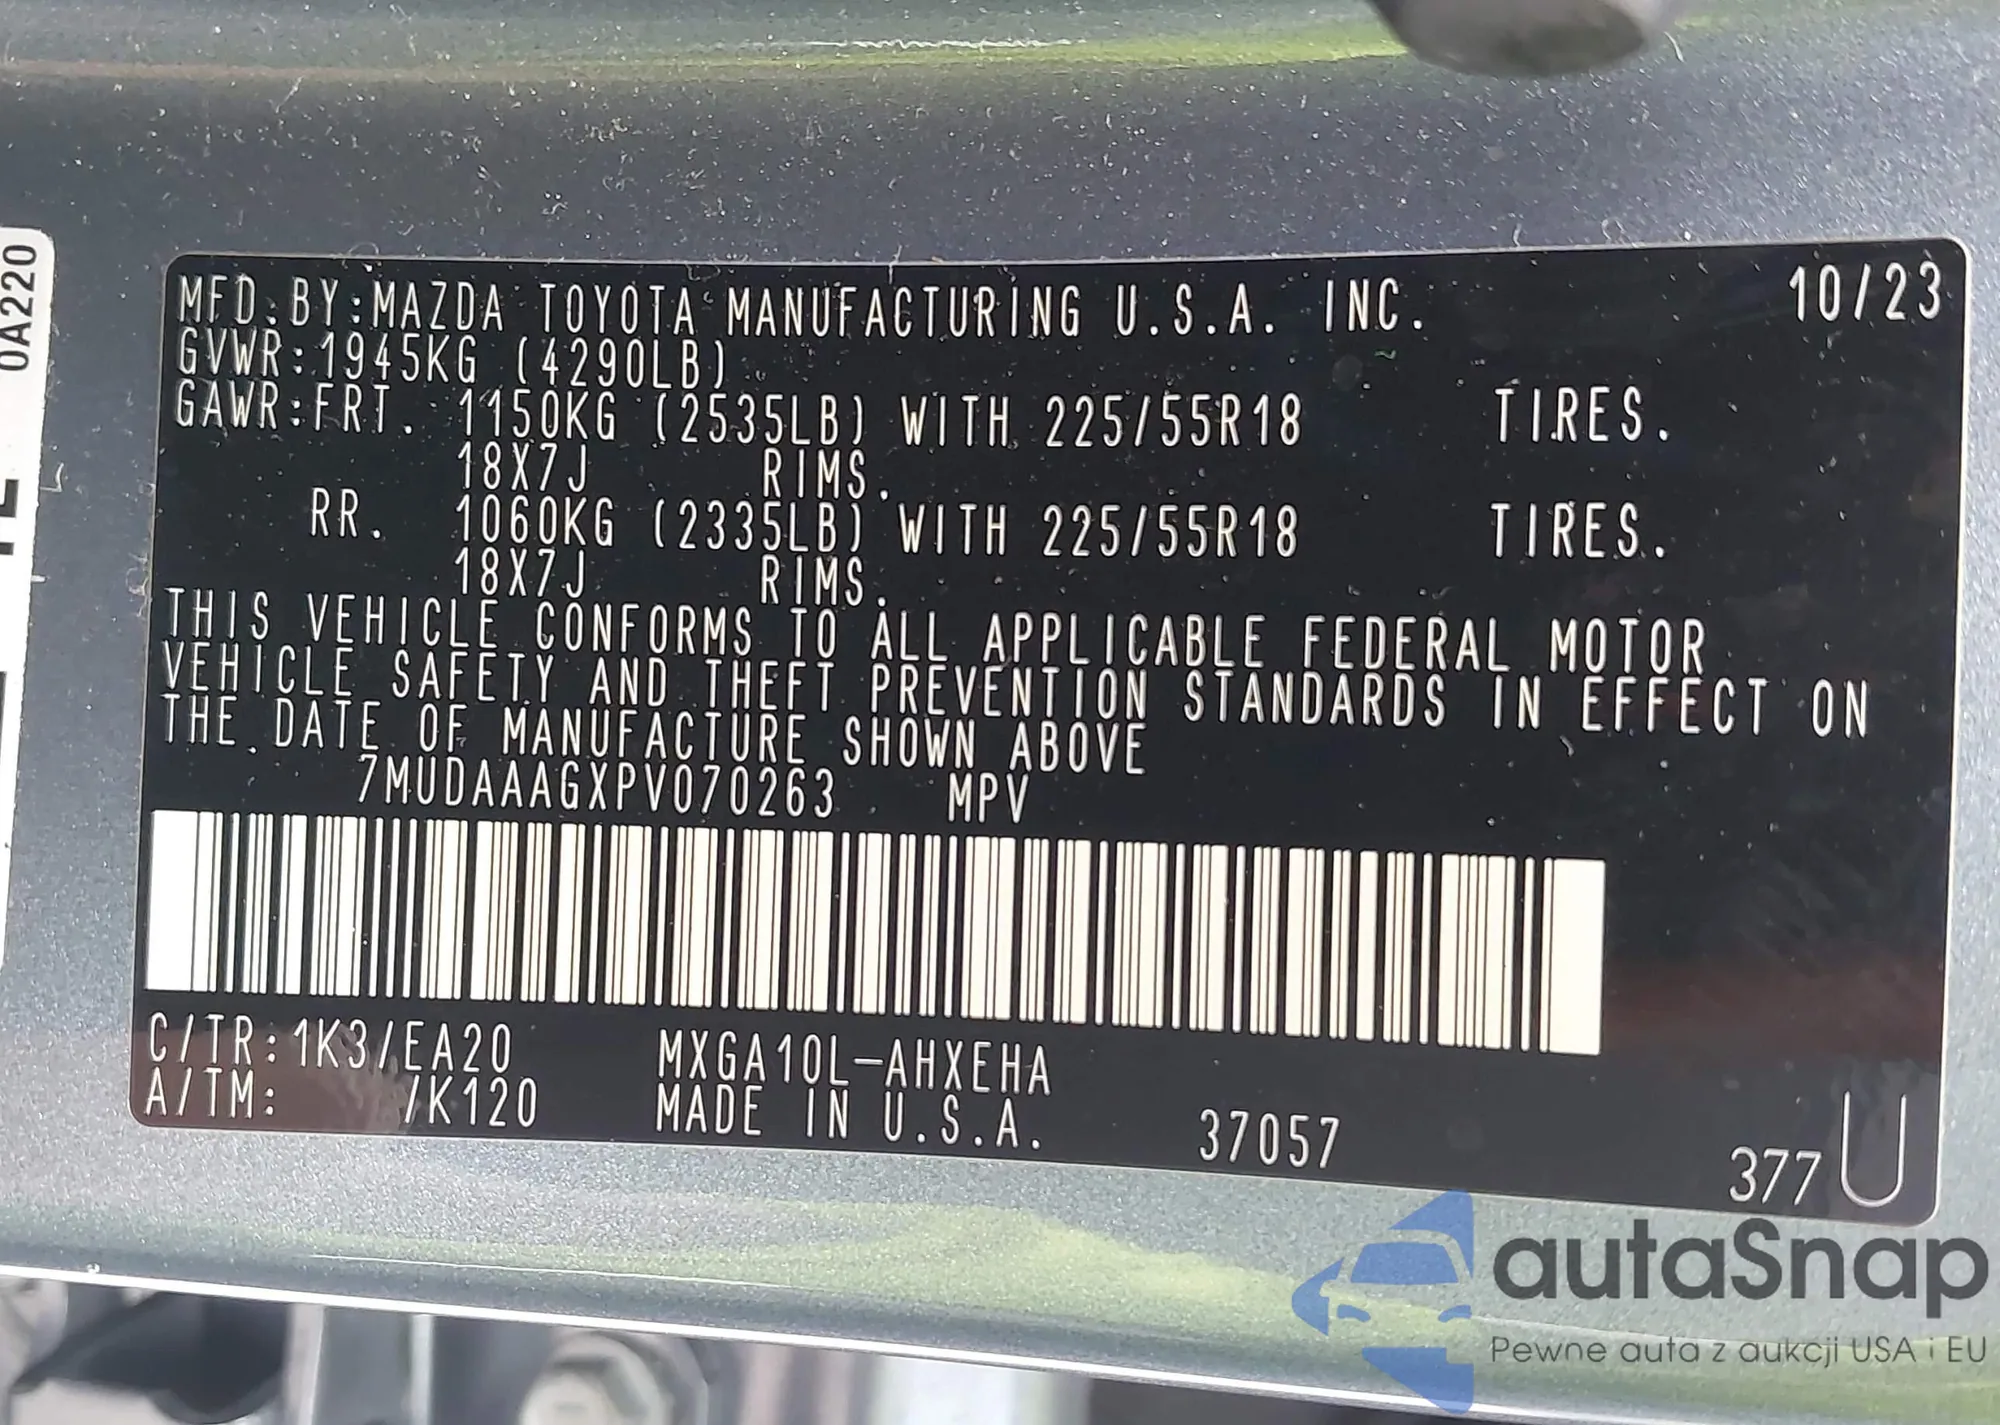 0A220
MFD. BY:MAZDA TOYOTA MANUFACTURING U.S.A. INC. 10/23
GVWR:1945KG (4290LB)
GAWR:FRT. 1150KG (2535LB) WITH 225/55R18 TIRES.
18X7J RIMS.
RR. 1060KG (2335LB) WITH 225/55R18 TIRES.
18X7J RIMS.
THIS VEHICLE CONFORMS TO ALL APPLICABLE FEDERAL MOTOR
VEHICLE SAFETY AND THEFT PREVENTION STANDARDS IN EFFECT ON
THE DATE OF MANUFACTURE SHOWN ABOVE
7MUDAAAGXPV070263 MPV
C/TR:1K3/EA20 MXGA10L-AHXEHA
A/TM: /K120 MADE IN U.S.A. 37057
377 U
autaSnap
Pewne auta z aukcji USA i EU